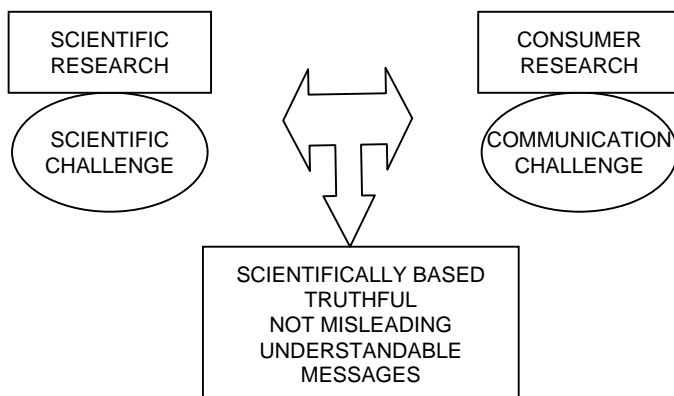 SCIENTIFIC
RESEARCH
SCIENTIFIC
CHALLENGE
CONSUMER
RESEARCH
COMMUNICATION
CHALLENGE
SCIENTIFICALLY BASED
TRUTHFUL
NOT MISLEADING
UNDERSTANDABLE
MESSAGES